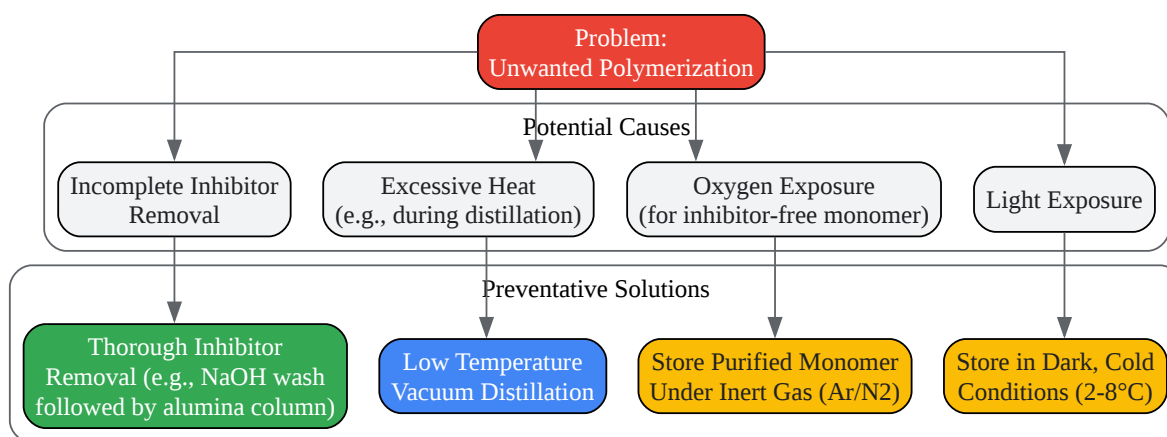 Problem:
Unwanted Polymerization
Potential Causes
Incomplete Inhibitor
Removal
Excessive Heat
(e.g., during distillation)
Oxygen Exposure
(for inhibitor-free monomer)
Light Exposure
Preventative Solutions
Thorough Inhibitor
Removal (e.g., NaOH wash
followed by alumina column)
Low Temperature
Vacuum Distillation
Store Purified Monomer
Under Inert Gas (Ar/N2)
Store in Dark, Cold
Conditions (2-8°C)